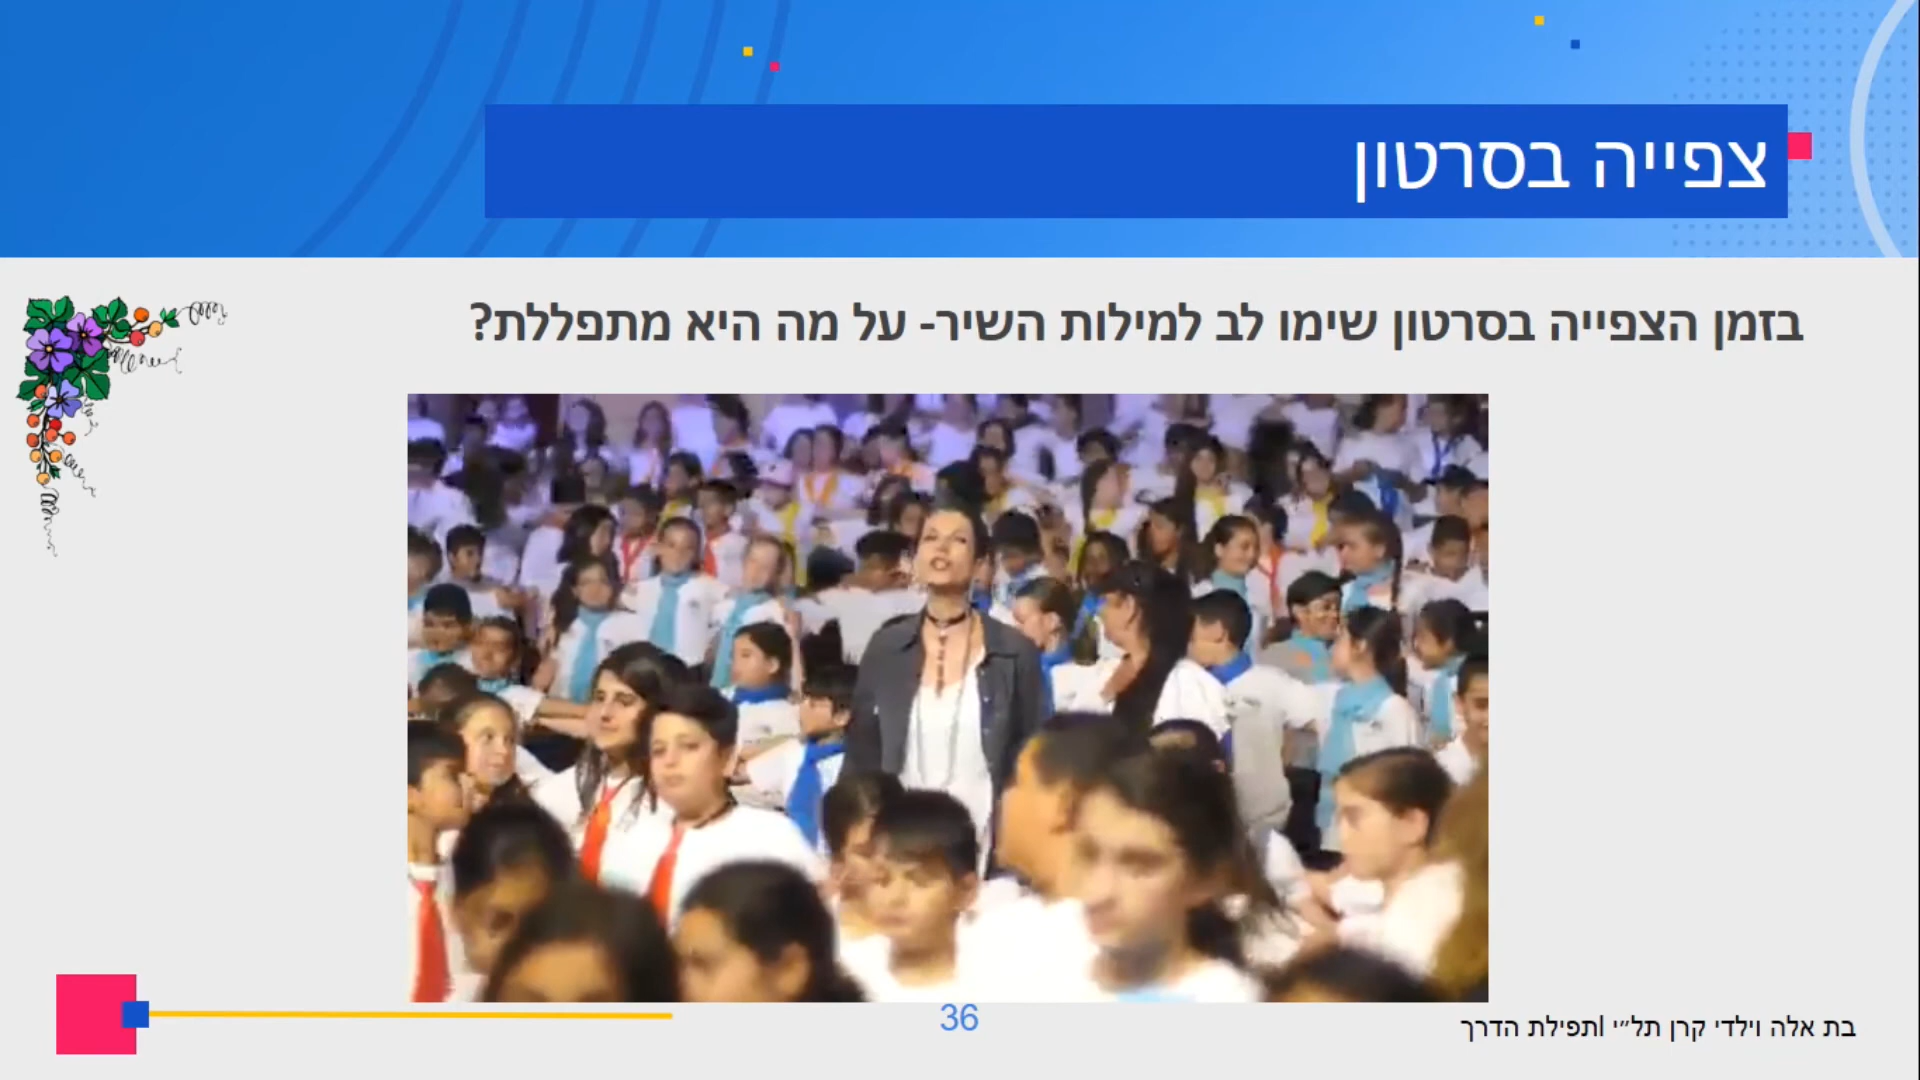 צפייה בסרטון
בזמן הצפייה בסרטון שימו לב למילות השיר- על מה היא מתפללת?
36
בת אלה וילדי קרן תל״י |תפילת הדרך